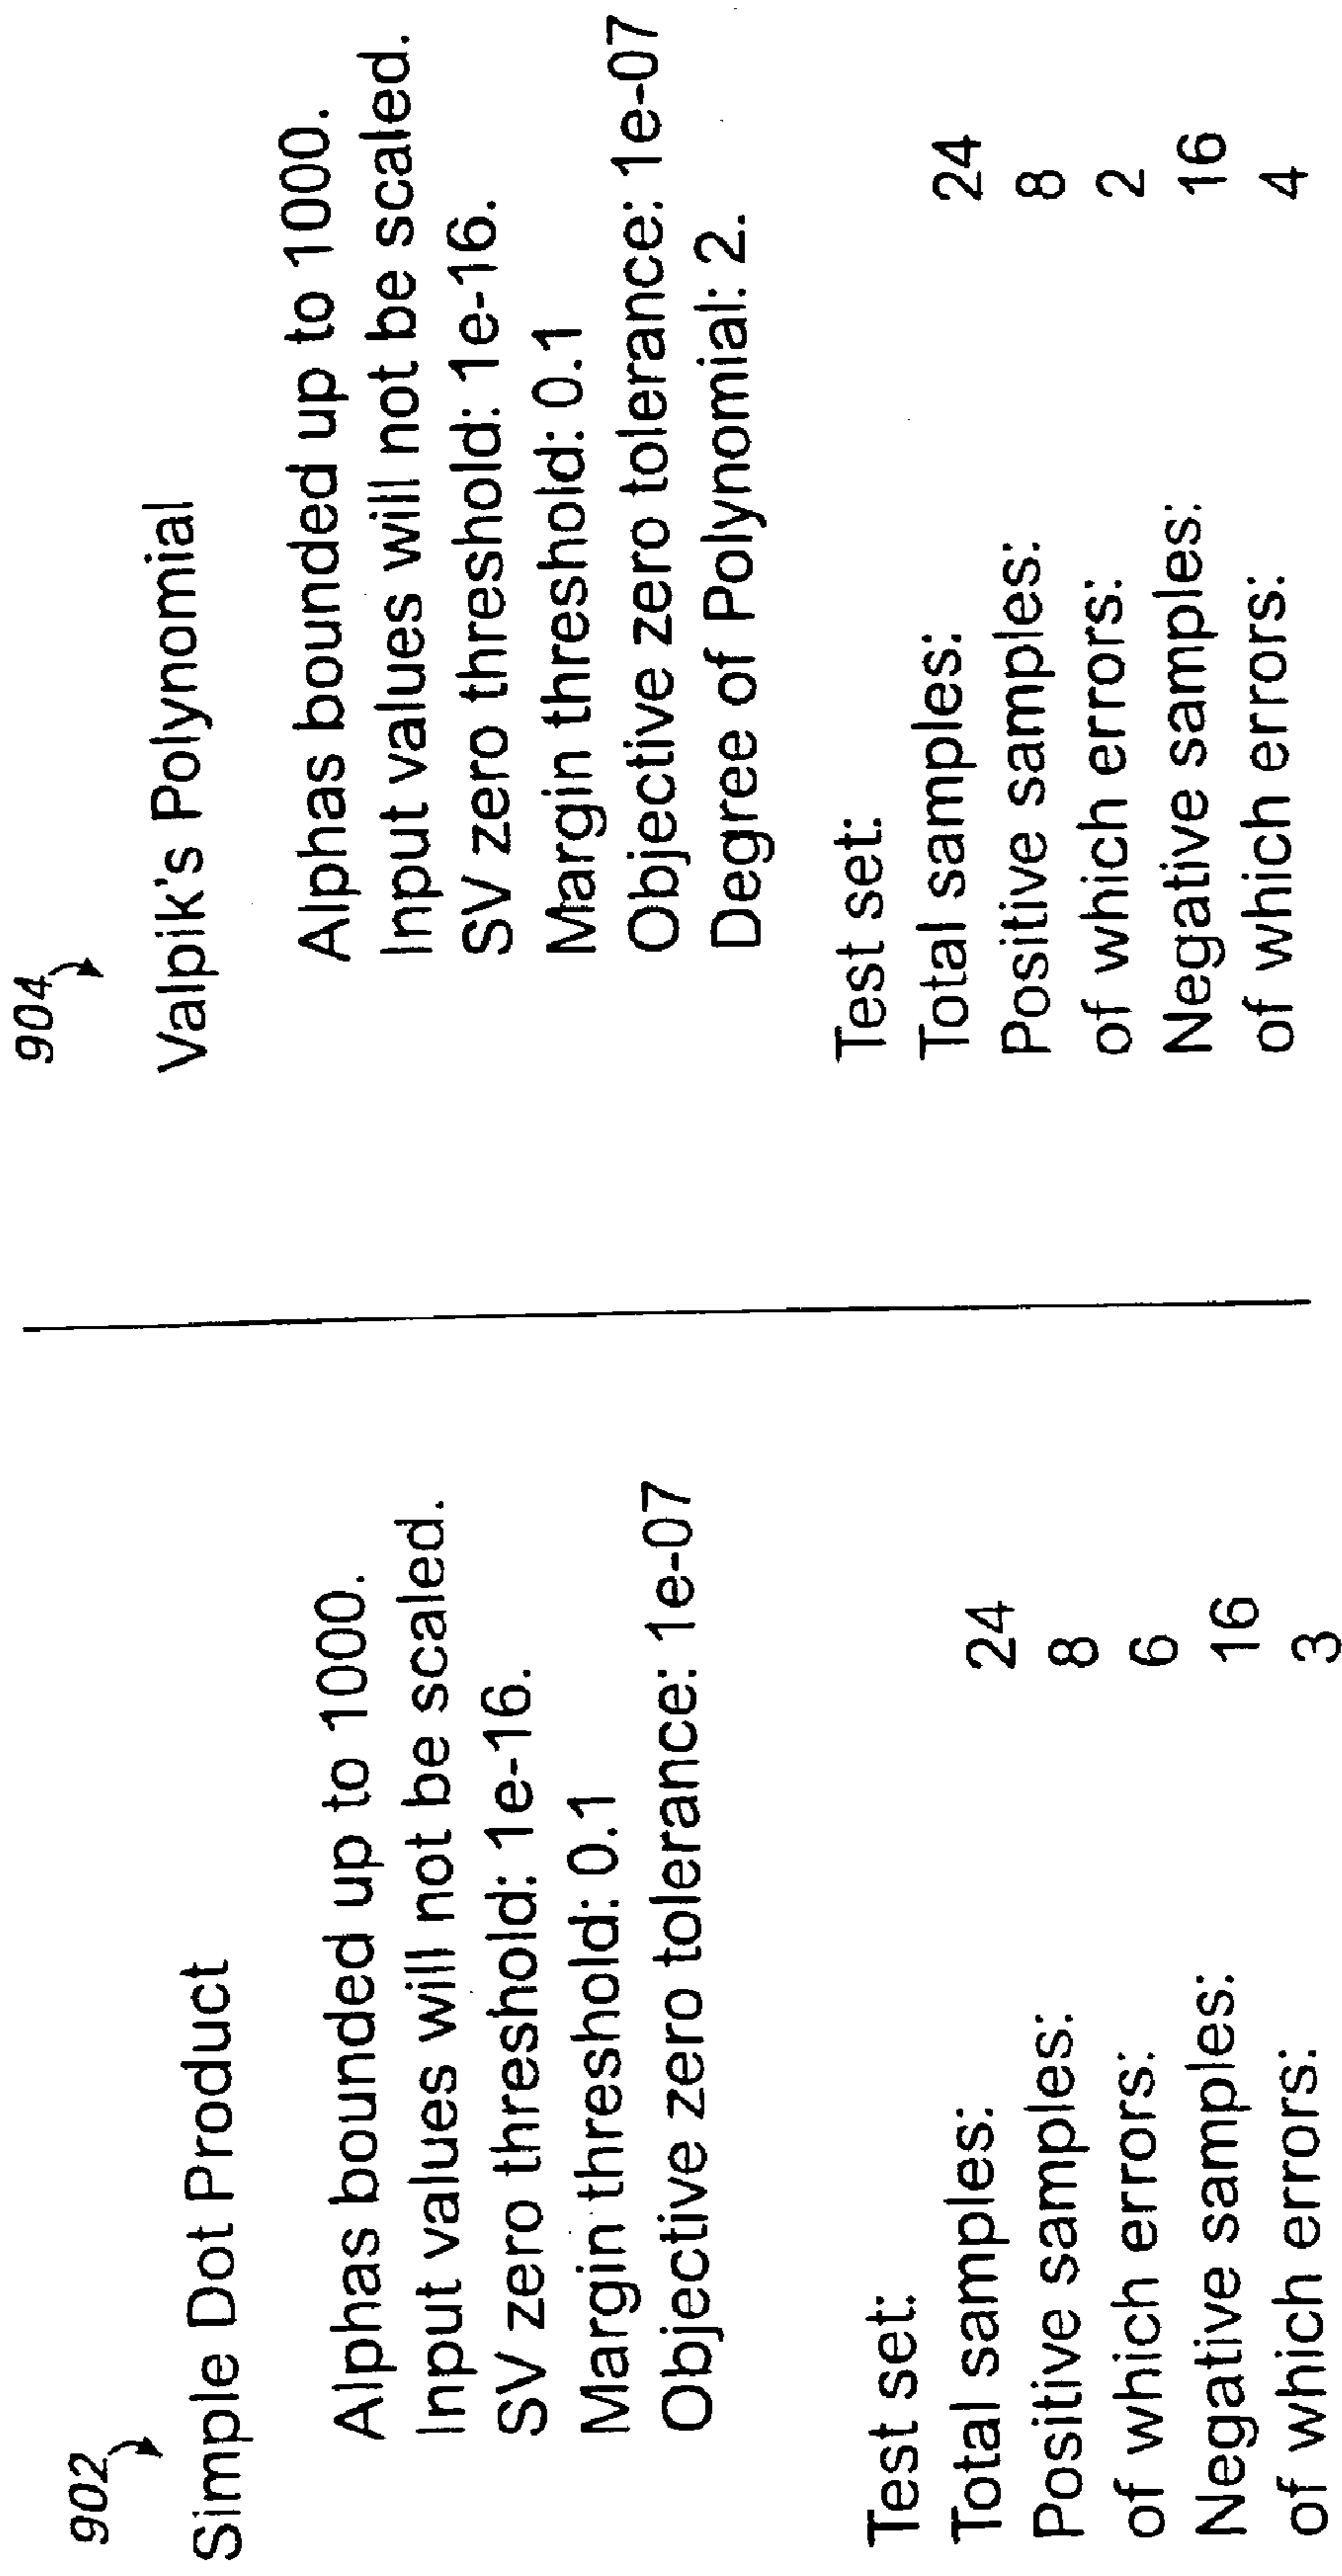 902
Simple Dot Product
Alphas bounded up to 1000.
Input values will not be scaled.
SV zero threshold: 1e-16.
Margin threshold: 0.1
Objective zero tolerance: 1e-07
Test set:
Total samples: 24
Positive samples: 8
of which errors: 6
Negative samples: 16
of which errors: 3
904
Valpik's Polynomial
Alphas bounded up to 1000.
Input values will not be scaled.
SV zero threshold: 1e-16.
Margin threshold: 0.1
Objective zero tolerance: 1e-07
Degree of Polynomial: 2.
Test set:
Total samples: 24
Positive samples: 8
of which errors: 2
Negative samples: 16
of which errors: 4